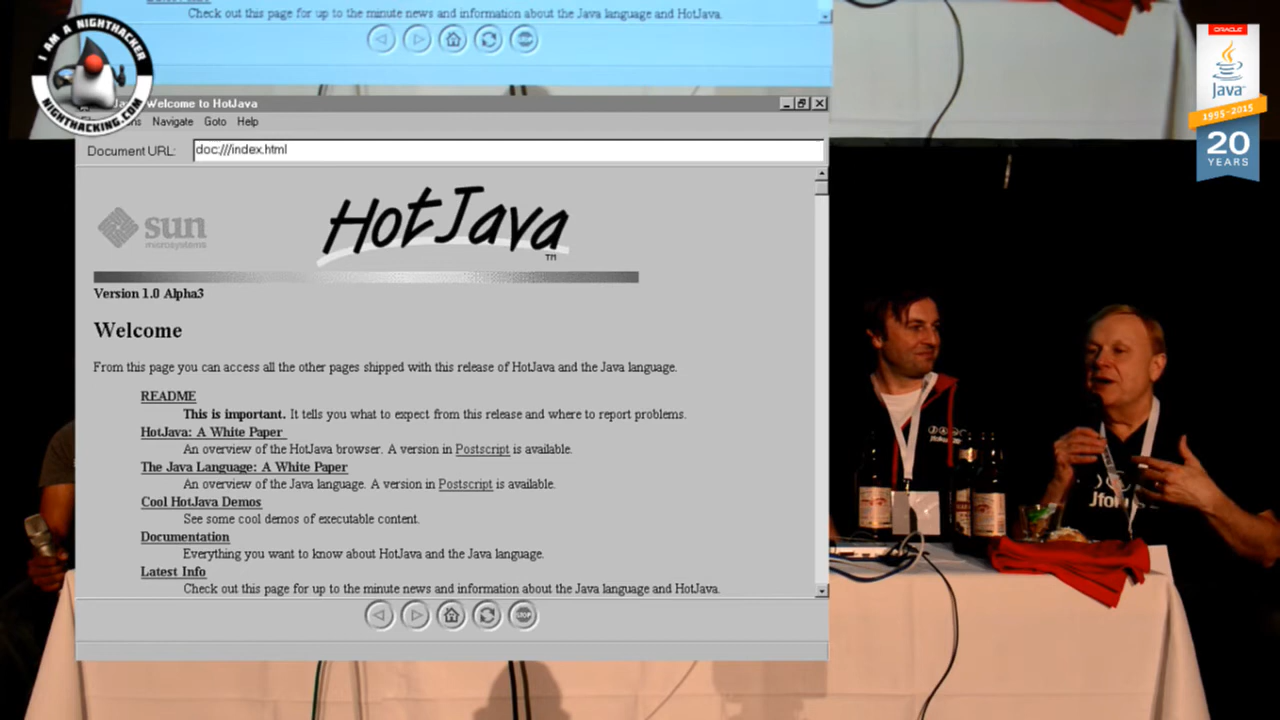 Check out this page for up to the minute news and information about the Java language and HotJava.
STOP
I AM A NIGHTHACKER
NIGHTHACKING.COM
ORACLE
Java
1995-2015
20
YEARS
Welcome to HotJava
Navigate Goto Help
Document URL: doc:///index.html
sun
microsystems
HotJava
TM
Version 1.0 Alpha3
Welcome
From this page you can access all the other pages shipped with this release of HotJava and the Java language.
README
This is important. It tells you what to expect from this release and where to report problems.
HotJava: A White Paper
An overview of the HotJava browser. A version in Postscript is available.
The Java Language: A White Paper
An overview of the Java language. A version in Postscript is available.
Cool HotJava Demos
See some cool demos of executable content.
Documentation
Everything you want to know about HotJava and the Java language.
Latest Info
Check out this page for up to the minute news and information about the Java language and HotJava.
STOP